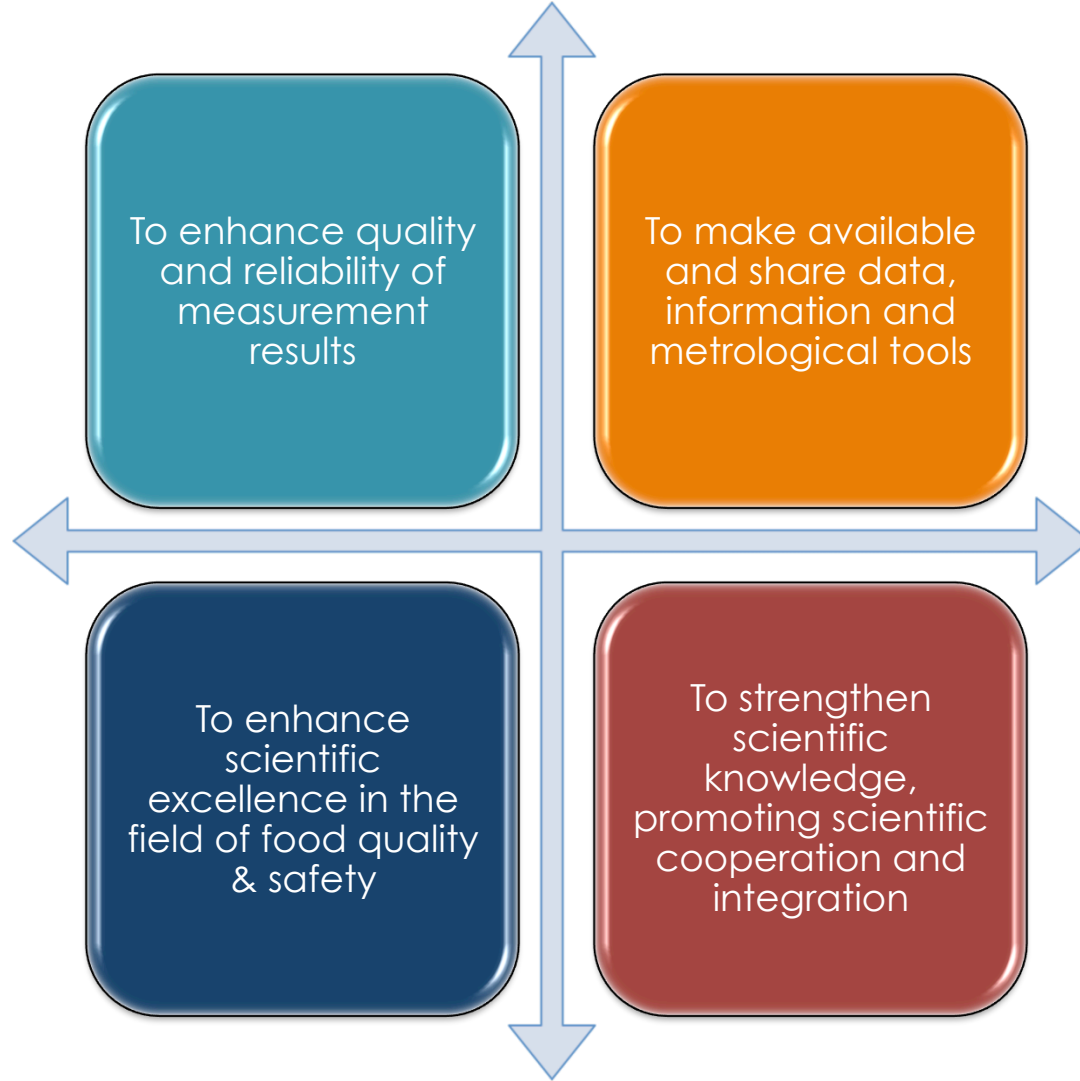 To enhance quality
and reliability of
measurement
results
To make available
and share data,
information and
metrological tools
To enhance
scientific
excellence in the
field of food quality
& safety
To strengthen
scientific
knowledge,
promoting scientific
cooperation and
integration